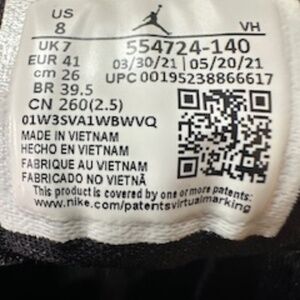 US VH
8
UK 7 554724-140
EUR 41 03/30/21 | 05/20/21
cm 26 UPC 00195238866617
BR 39.5
CN 260(2.5)
01W3SVA1WBWVQ
MADE IN VIETNAM
HECHO EN VIETNAM
FABRIQUE AU VIETNAM
FABRICADO NO VIETNÃ
This product is covered by one or more patents:
www.nike.com/patentsvirtualmarking